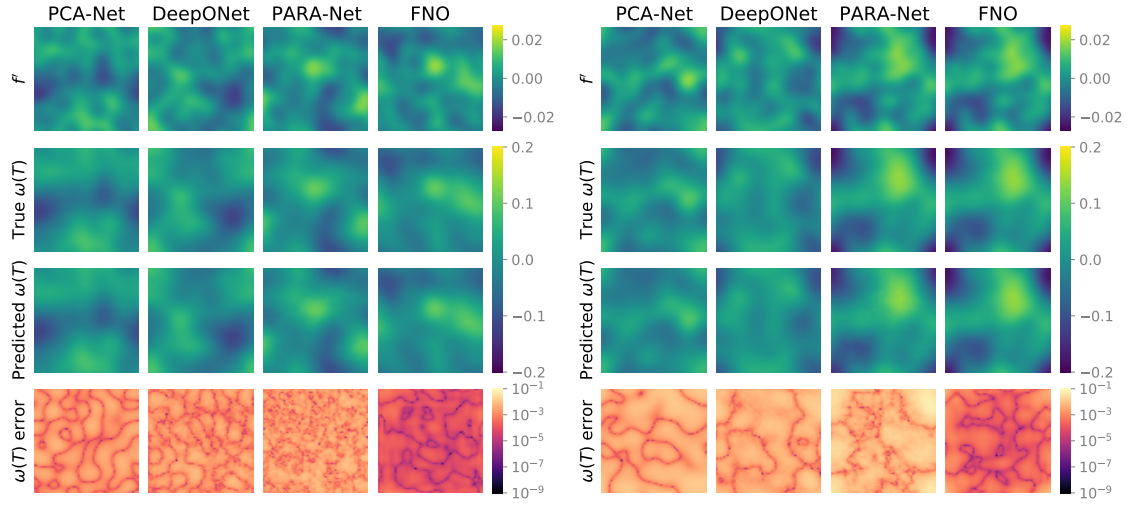 PCA-Net DeepONet PARA-Net FNO PCA-Net DeepONet PARA-Net FNO
f′ 0.02 0.00 −0.02 f′ 0.02 0.00 −0.02
True ω(T) 0.2 0.1 0.0 −0.1 −0.2 True ω(T) 0.2 0.1 0.0 −0.1 −0.2
Predicted ω(T) Predicted ω(T)
ω(T) error 10⁻¹ 10⁻³ 10⁻⁵ 10⁻⁷ 10⁻⁹ ω(T) error 10⁻¹ 10⁻³ 10⁻⁵ 10⁻⁷ 10⁻⁹